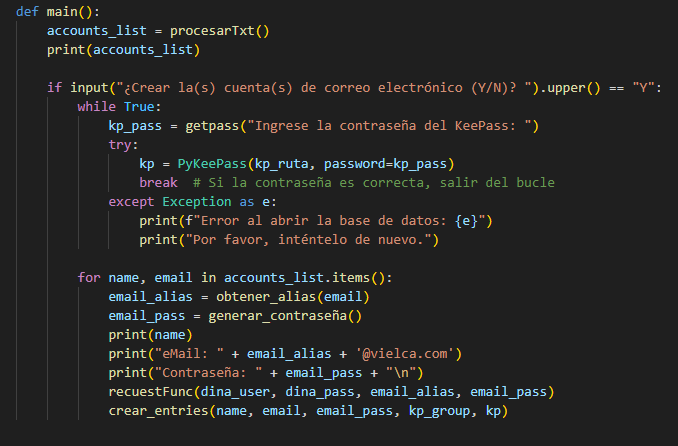 def main():
    accounts_list = procesarTxt()
    print(accounts_list)

    if input("¿Crear la(s) cuenta(s) de correo electrónico (Y/N)? ").upper() == "Y":
        while True:
            kp_pass = getpass("Ingrese la contraseña del KeePass: ")
            try:
                kp = PyKeePass(kp_ruta, password=kp_pass)
                break  # Si la contraseña es correcta, salir del bucle
            except Exception as e:
                print(f"Error al abrir la base de datos: {e}")
                print("Por favor, inténtelo de nuevo.")

        for name, email in accounts_list.items():
            email_alias = obtener_alias(email)
            email_pass = generar_contraseña()
            print(name)
            print("eMail: " + email_alias + '@vielca.com')
            print("Contraseña: " + email_pass + "\n")
            recuestFunc(dina_user, dina_pass, email_alias, email_pass)
            crear_entries(name, email, email_pass, kp_group, kp)